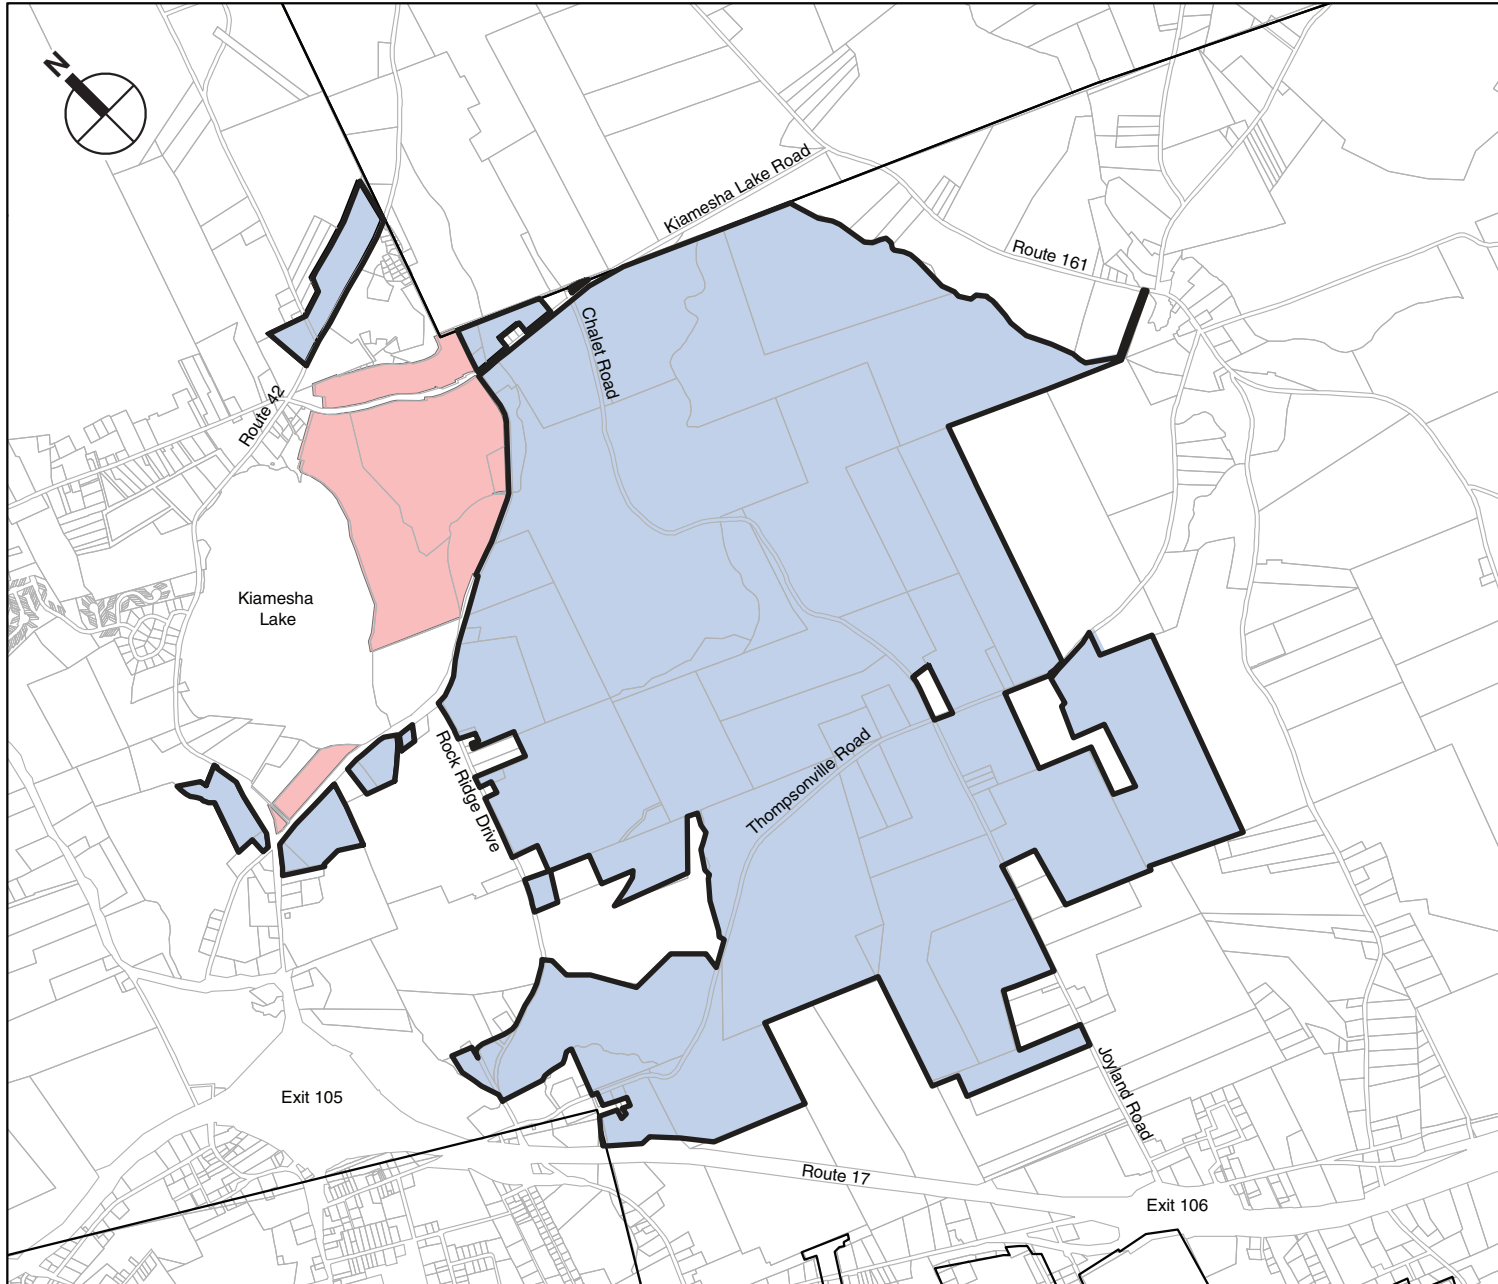 N
Kiamesha Lake Road
Route 161
Chalet Road
Route 42
Kiamesha
Lake
Rock Ridge Drive
Thompsonville Road
Exit 105
Joyland Road
Route 17
Exit 106